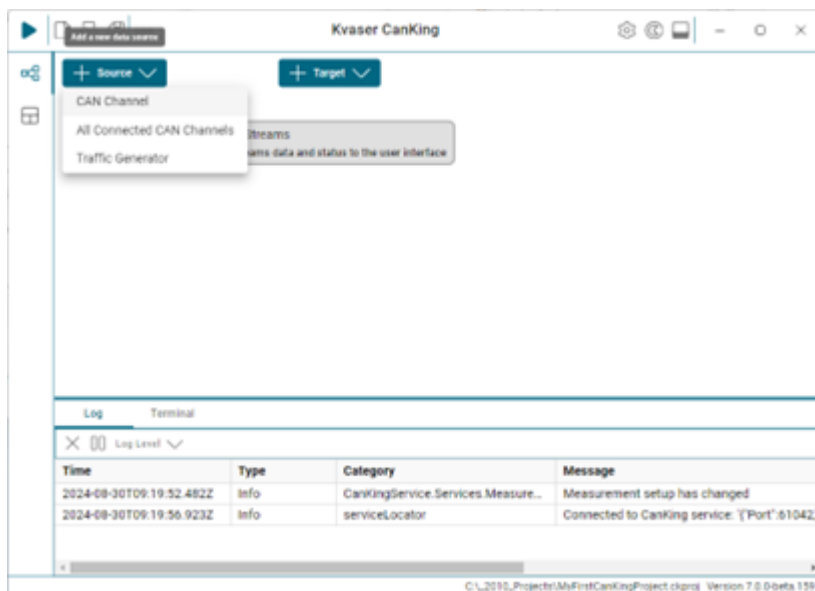 Kvaser CanKing
Add a new data source
Source
Target
CAN Channel
All Connected CAN Channels
Traffic Generator
Streams
ams data and status to the user interface
Log
Terminal
Log Level
Time Type Category Message
2024-08-30T09:19:52.482Z Info CanKingService.Services.Measure... Measurement setup has changed
2024-08-30T09:19:56.923Z Info serviceLocator Connected to CanKing service: '{"Port":61042,
C:\_2010_Projects\MyFirstCanKingProject.ckproj Version 7.0.0-beta.159